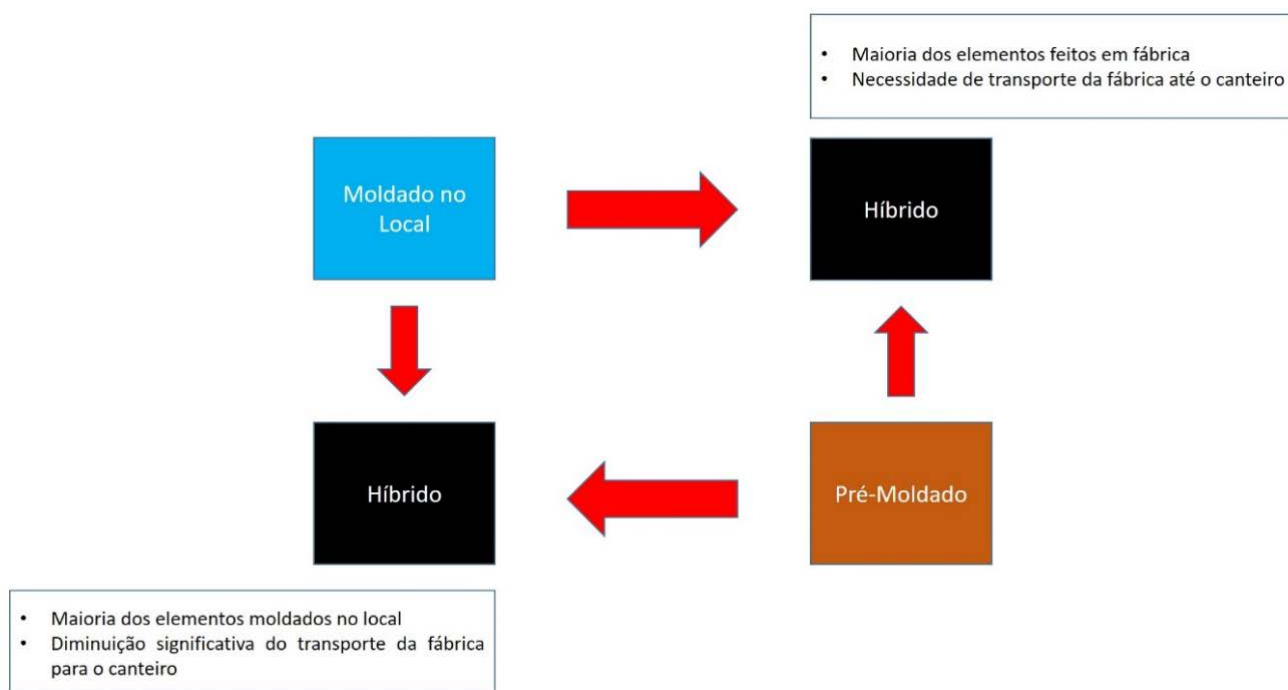 • Maioria dos elementos feitos em fábrica
• Necessidade de transporte da fábrica até o canteiro
Moldado no
Local
Híbrido
Híbrido
Pré-Moldado
• Maioria dos elementos moldados no local
• Diminuição significativa do transporte da fábrica
para o canteiro